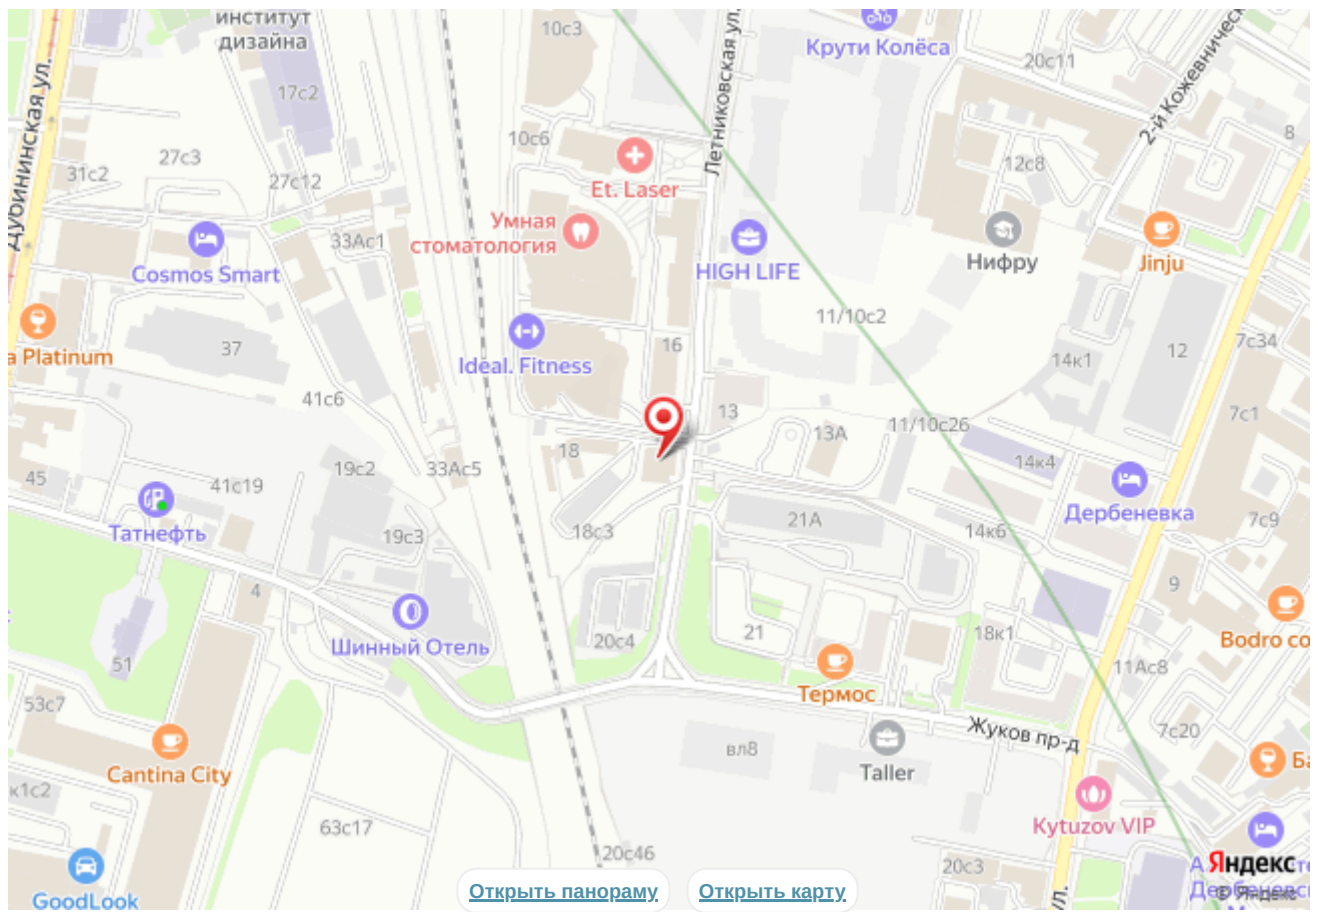 институт
дизайна
10с3
Крути Колёса
20с11
Летниковская ул.
2-й Кожевническ
17с2
8
10с6
Дубининская ул.
27с3
31с2
27с12
Et. Laser
12с8
Умная
стоматология
33Ас1
Cosmos Smart
HIGH LIFE
Нифру
Jinju
11/10с2
a Platinum
37
Ideal. Fitness
16
14к1
12
7с34
41с6
13
13А
11/10с26
7с1
18
45
41с19
19с2
33Ас5
14к4
Дербеневка
Татнефть
19с3
18с3
21А
14к6
7с9
4
9
Шинный Отель
20с4
21
18к1
Bodro co
51
11Ас8
53с7
Термос
Жуков пр-д
7с20
Cantina City
вл8
Taller
Ба
к1с2
63с17
Kytuzov VIP
20с46
20с3
GoodLook
Открыть панораму
Открыть карту
ул.
Яндекс
© Яндекс